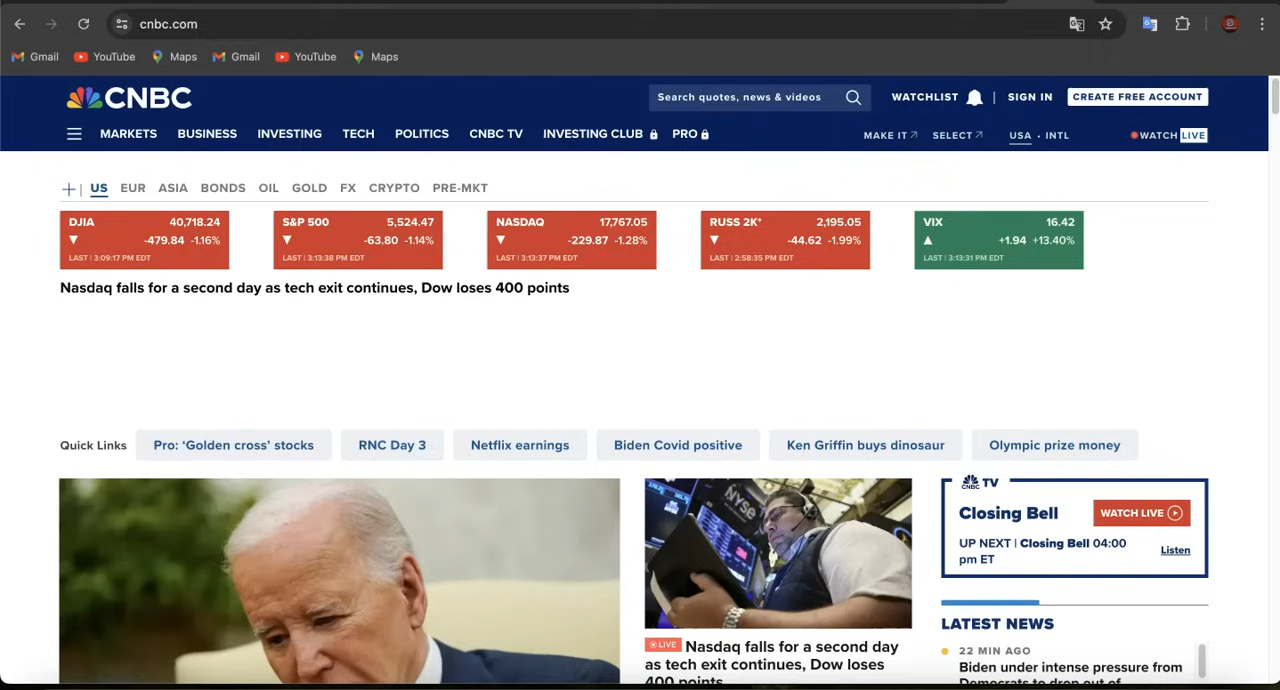 cnbc.com
Gmail YouTube Maps Gmail YouTube Maps
CNBC Search quotes, news & videos WATCHLIST | SIGN IN CREATE FREE ACCOUNT
MARKETS BUSINESS INVESTING TECH POLITICS CNBC TV INVESTING CLUB PRO MAKE IT SELECT USA • INTL WATCH LIVE
US EUR ASIA BONDS OIL GOLD FX CRYPTO PRE-MKT
DJIA 40,718.24
▼ -479.84 -1.16%
LAST | 3:09:17 PM EDT
S&P 500 5,524.47
▼ -63.80 -1.14%
LAST | 3:13:38 PM EDT
NASDAQ 17,767.05
▼ -229.87 -1.28%
LAST | 3:13:37 PM EDT
RUSS 2K* 2,195.05
▼ -44.62 -1.99%
LAST | 2:58:35 PM EDT
VIX 16.42
▲ +1.94 +13.40%
LAST | 3:13:31 PM EDT
Nasdaq falls for a second day as tech exit continues, Dow loses 400 points
Quick Links Pro: ‘Golden cross’ stocks RNC Day 3 Netflix earnings Biden Covid positive Ken Griffin buys dinosaur Olympic prize money
NYSE
LIVE Nasdaq falls for a second day
as tech exit continues, Dow loses
400 points
CNBC TV
Closing Bell WATCH LIVE
UP NEXT | Closing Bell 04:00
pm ET Listen
LATEST NEWS
22 MIN AGO
Biden under intense pressure from
Democrats to drop out of